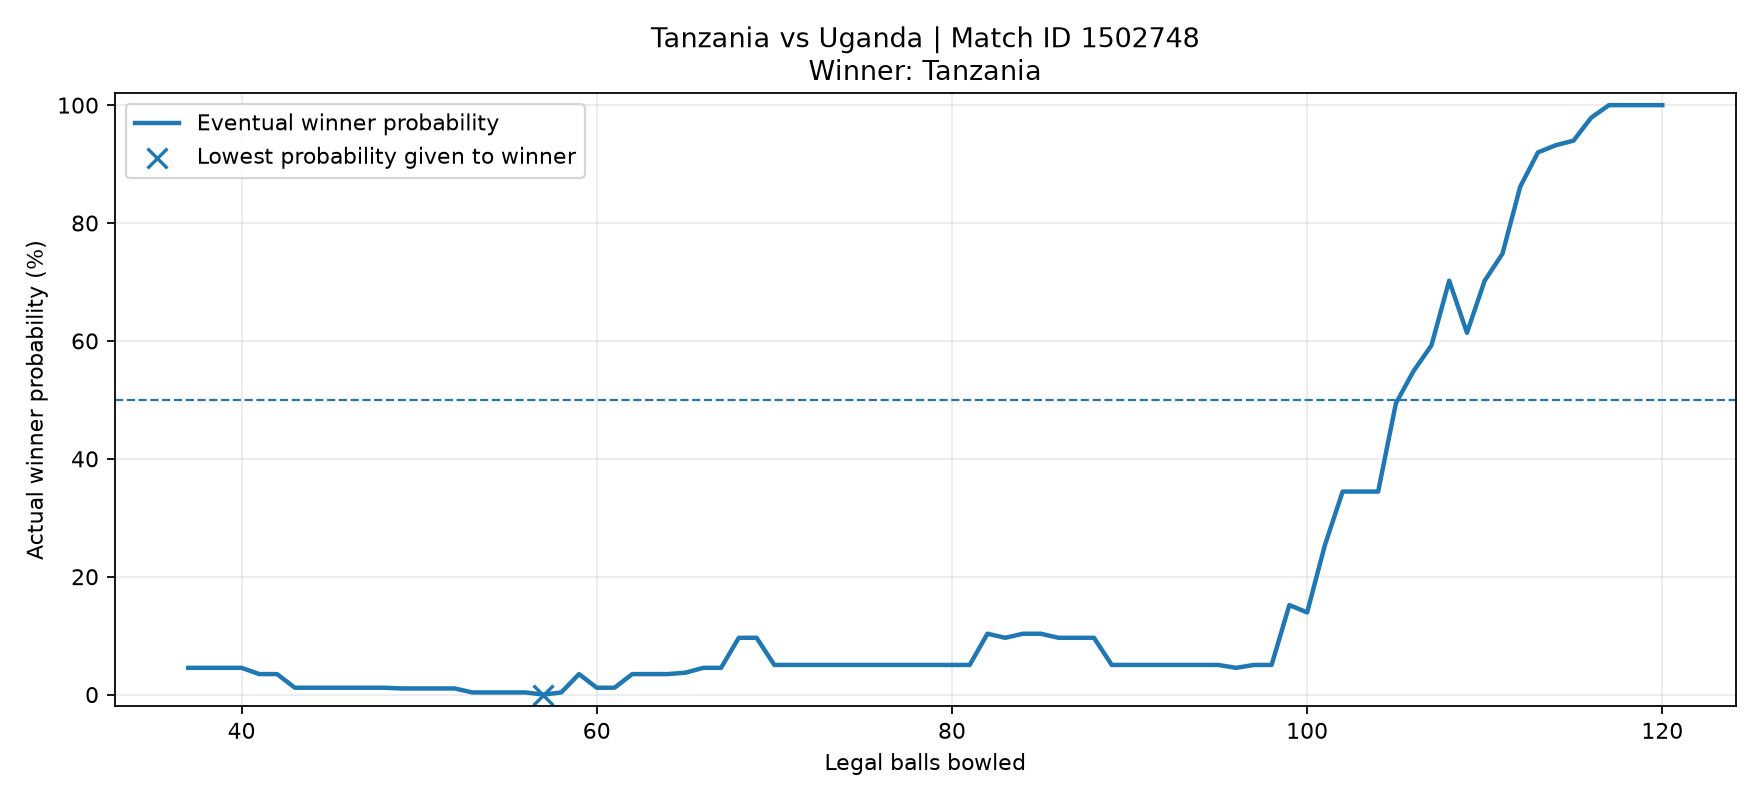 Tanzania vs Uganda | Match ID 1502748
Winner: Tanzania
Eventual winner probability
Lowest probability given to winner
Actual winner probability (%)
100
80
60
40
20
0
40
60
80
100
120
Legal balls bowled